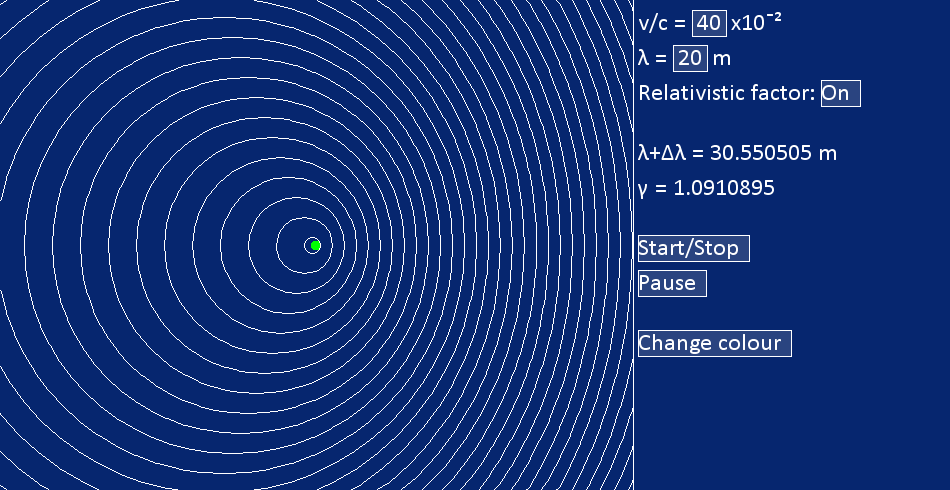 v/c = 40 x10⁻²
λ = 20 m
Relativistic factor: On
λ+Δλ = 30.550505 m
γ = 1.0910895
Start/Stop
Pause
Change colour